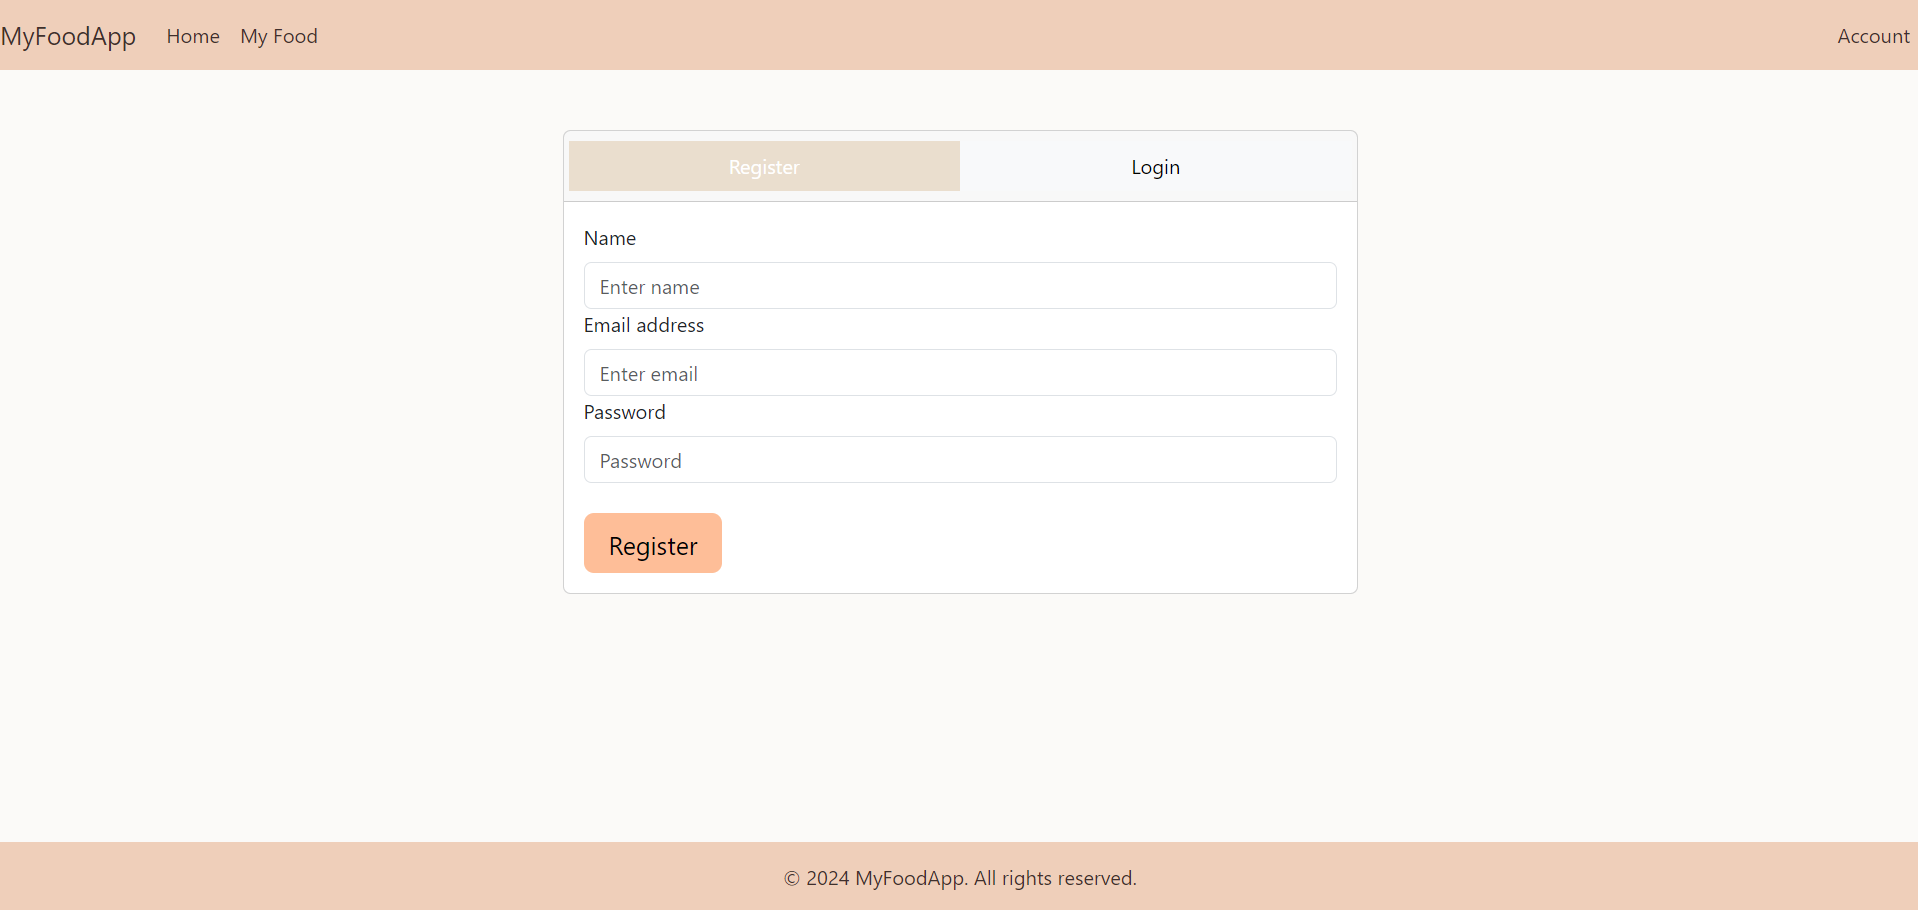 MyFoodApp Home My Food Account
Register Login
Name
Enter name
Email address
Enter email
Password
Password
Register
© 2024 MyFoodApp. All rights reserved.